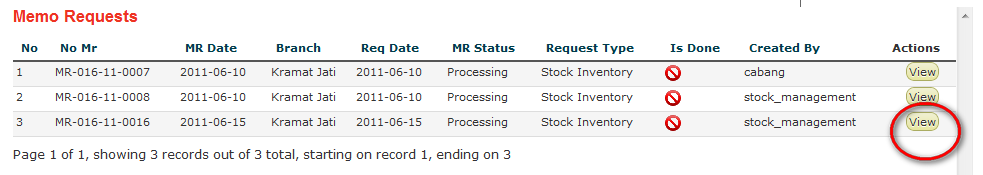 Memo Requests
No No Mr MR Date Branch Req Date MR Status Request Type Is Done Created By Actions
1 MR-016-11-0007 2011-06-10 Kramat Jati 2011-06-10 Processing Stock Inventory cabang View
2 MR-016-11-0008 2011-06-10 Kramat Jati 2011-06-10 Processing Stock Inventory stock_management View
3 MR-016-11-0016 2011-06-15 Kramat Jati 2011-06-15 Processing Stock Inventory stock_management View
Page 1 of 1, showing 3 records out of 3 total, starting on record 1, ending on 3